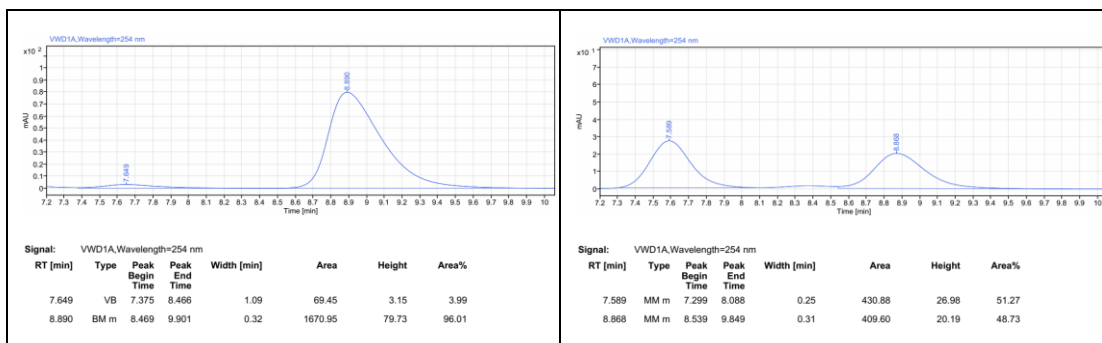 VWD1A,Wavelength=254 nm
x10 2
1
0.9
0.8
0.7
0.6
0.5
0.4
0.3
0.2
0.1
0
mAU
7.649
8.890
7.2 7.3 7.4 7.5 7.6 7.7 7.8 7.9 8 8.1 8.2 8.3 8.4 8.5 8.6 8.7 8.8 8.9 9 9.1 9.2 9.3 9.4 9.5 9.6 9.7 9.8 9.9 10
Time [min]
Signal: VWD1A,Wavelength=254 nm
RT [min] Type Peak Begin Time Peak End Time Width [min] Area Height Area%
7.649 VB 7.375 8.466 1.09 69.45 3.15 3.99
8.890 BM m 8.469 9.901 0.32 1670.95 79.73 96.01
VWD1A,Wavelength=254 nm
x10 1
7
6
5
4
3
2
1
0
mAU
7.589
8.868
7.2 7.3 7.4 7.5 7.6 7.7 7.8 7.9 8 8.1 8.2 8.3 8.4 8.5 8.6 8.7 8.8 8.9 9 9.1 9.2 9.3 9.4 9.5 9.6 9.7 9.8 9.9 10
Time [min]
Signal: VWD1A,Wavelength=254 nm
RT [min] Type Peak Begin Time Peak End Time Width [min] Area Height Area%
7.589 MM m 7.299 8.088 0.25 430.88 26.98 51.27
8.868 MM m 8.539 9.849 0.31 409.60 20.19 48.73